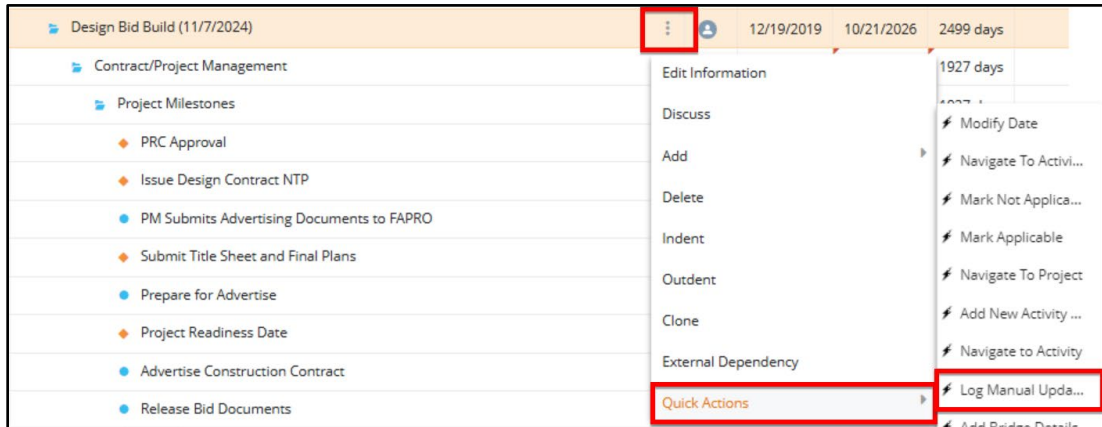 Design Bid Build (11/7/2024) 12/19/2019 10/21/2026 2499 days
Contract/Project Management
1927 days
Project Milestones
PRC Approval
Issue Design Contract NTP
PM Submits Advertising Documents to FAPRO
Submit Title Sheet and Final Plans
Prepare for Advertise
Project Readiness Date
Advertise Construction Contract
Release Bid Documents
Edit Information
Discuss
Add
Delete
Indent
Outdent
Clone
External Dependency
Quick Actions
Modify Date
Navigate To Activi...
Mark Not Applica...
Mark Applicable
Navigate To Project
Add New Activity ...
Navigate to Activity
Log Manual Upda...
Add Bridge Details